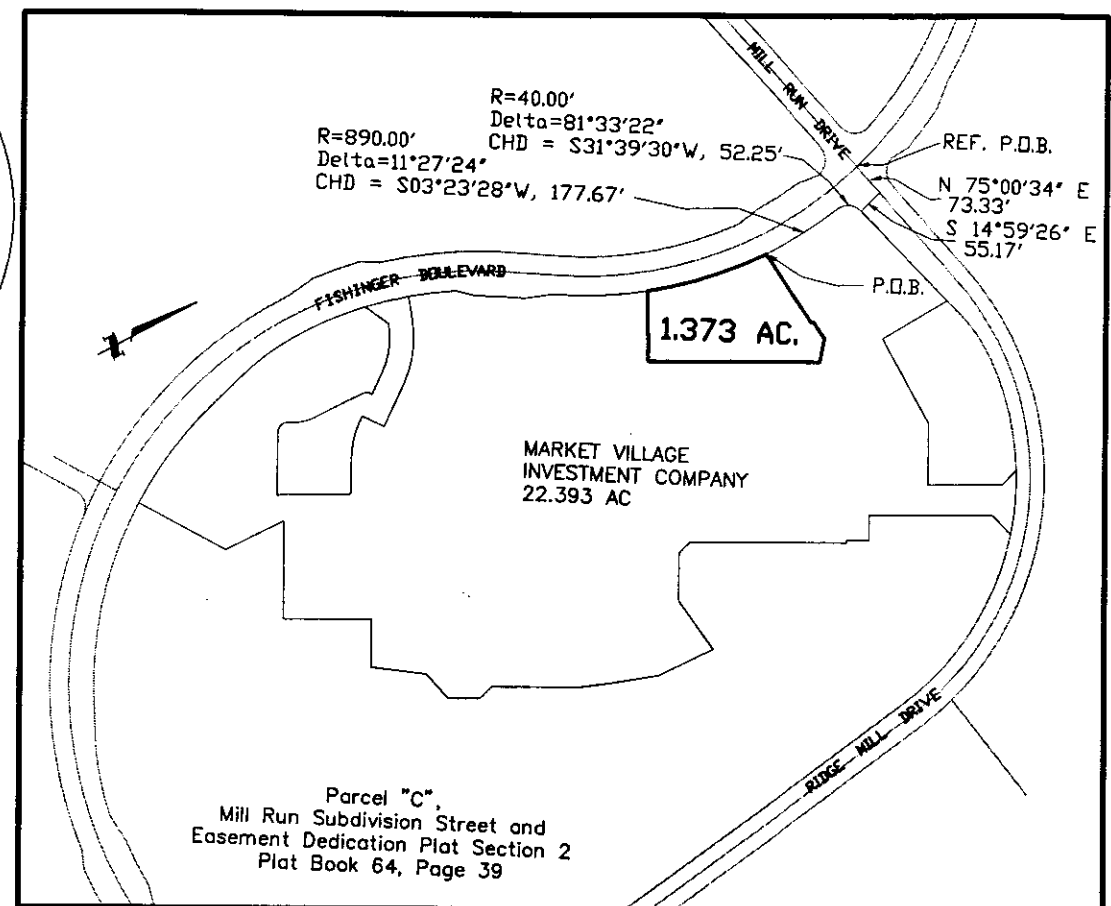 MILL RUN DRIVE
R=40.00'
Delta=81°33'22"
CHD = S31°39'30"W, 52.25'
R=890.00'
Delta=11°27'24"
CHD = S03°23'28"W, 177.67'
REF. P.O.B.
N 75°00'34" E
73.33'
S 14°59'26" E
55.17'
FISHINGER BOULEVARD
P.O.B.
1.373 AC.
N
MARKET VILLAGE
INVESTMENT COMPANY
22.393 AC
RIDGE MILL DRIVE
Parcel "C",
Mill Run Subdivision Street and
Easement Dedication Plat Section 2
Plat Book 64, Page 39